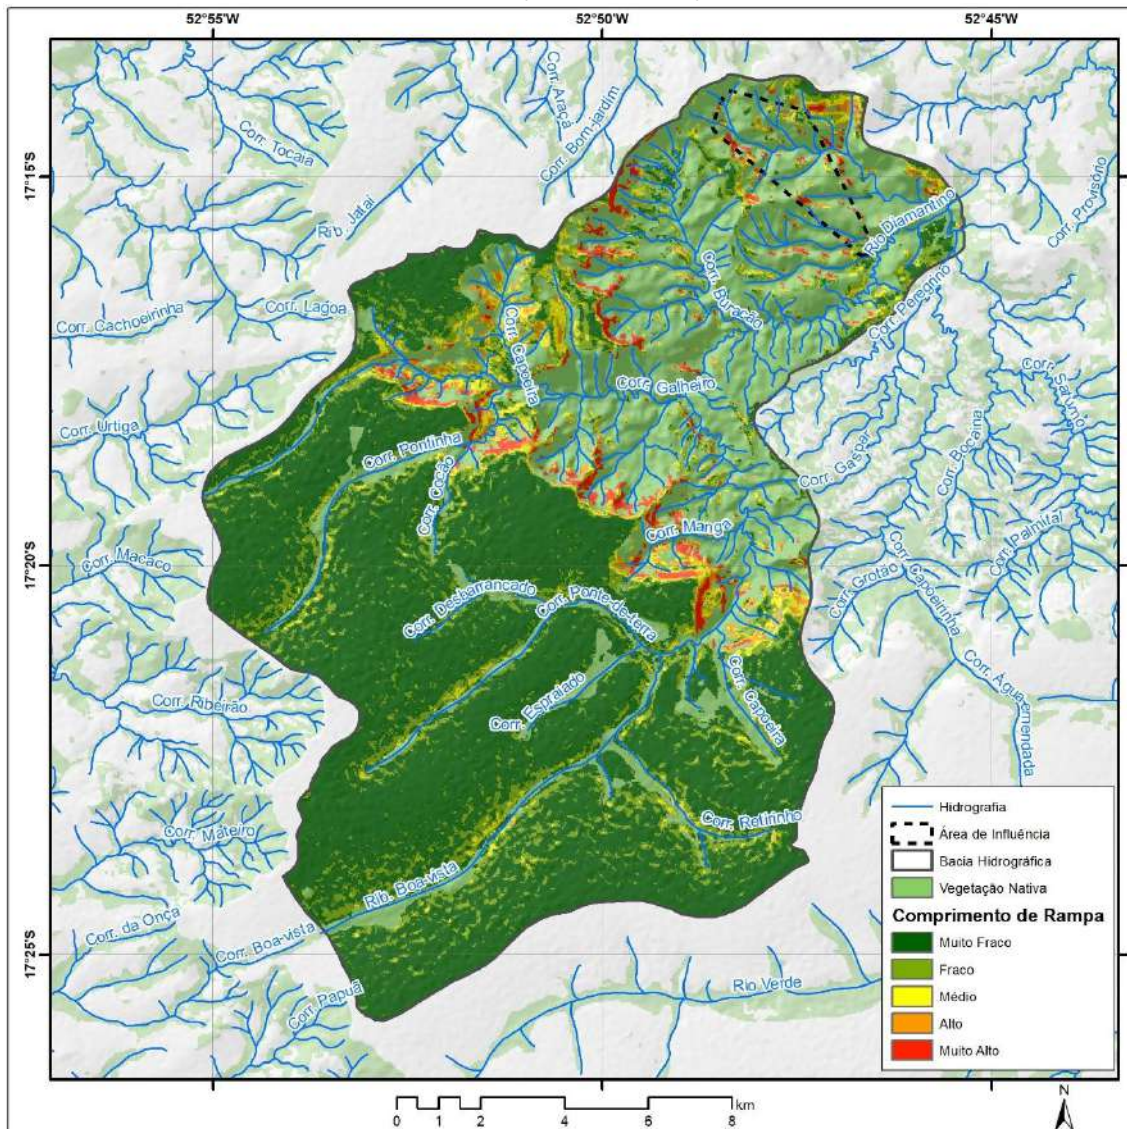 52°55'W
52°50'W
52°45'W
17°15'S
17°20'S
17°25'S
Corr. Araçá
Corr. Bom-jardim
Corr. Tocaia
Rib. Jataí
Corr. Provisório
Rio Diamantino
Corr. Peregrino
Corr. Buracão
Corr. Lagoa
Corr. Cachoeirinha
Corr. Capoeira
Corr. Galheiro
Corr. Urtiga
Corr. Pontinha
Corr. Cocão
Corr. Gaspar
Corr. Bocaina
Corr. Palmital
Corr. Manga
Corr. Macaco
Corr. Grotão
Corr. Capoeirinha
Corr. Desbarrancado
Corr. Ponte-de-terra
Corr. Espraiado
Corr. Capoeira
Corr. Água emendada
Corr. Ribeirão
Corr. Mateiro
Corr. Retirinho
Rib. Boa-vista
Corr. da Onça
Corr. Boa-vista
Corr. Papuã
Rio Verde
Hidrografia
Área de Influência
Bacia Hidrográfica
Vegetação Nativa
Comprimento de Rampa
Muito Fraco
Fraco
Médio
Alto
Muito Alto
0 1 2 4 6 8 km
N